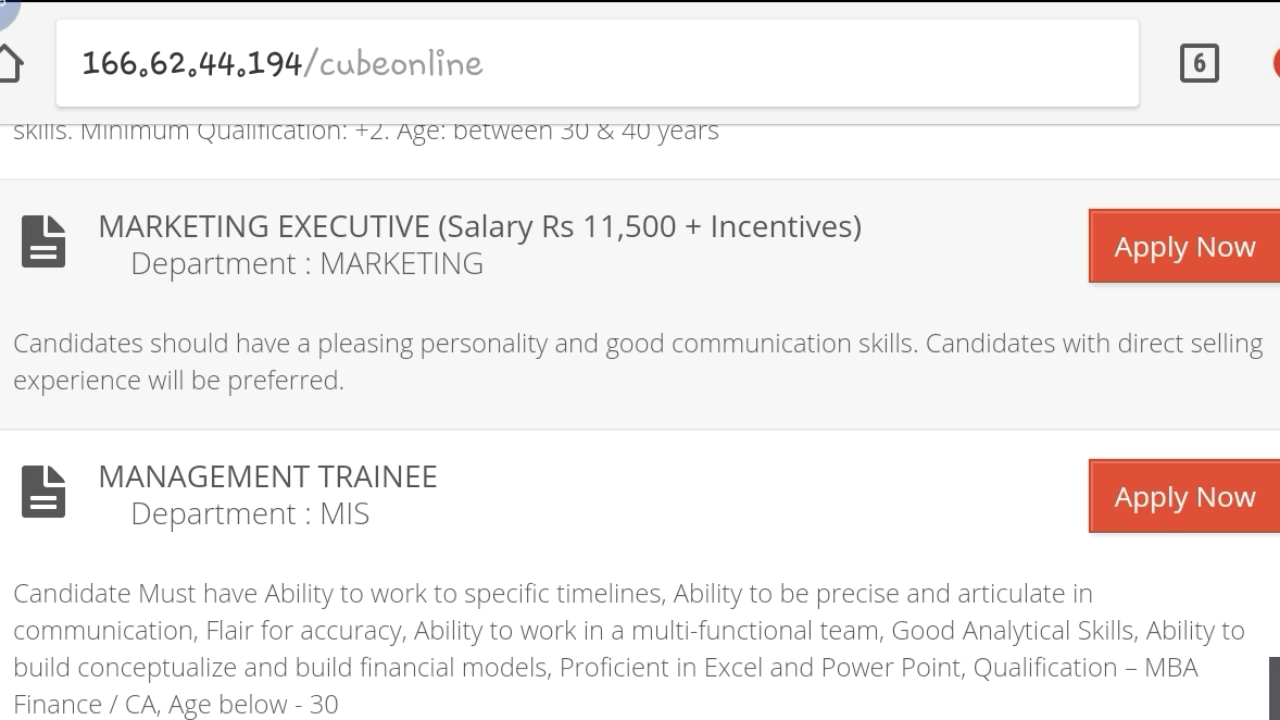 166.62.44.194/cubeonline
6
skills. Minimum Qualification: +2. Age: between 30 & 40 years
MARKETING EXECUTIVE (Salary Rs 11,500 + Incentives)
Department : MARKETING
Apply Now
Candidates should have a pleasing personality and good communication skills. Candidates with direct selling
experience will be preferred.
MANAGEMENT TRAINEE
Department : MIS
Apply Now
Candidate Must have Ability to work to specific timelines, Ability to be precise and articulate in
communication, Flair for accuracy, Ability to work in a multi-functional team, Good Analytical Skills, Ability to
build conceptualize and build financial models, Proficient in Excel and Power Point, Qualification – MBA
Finance / CA, Age below - 30